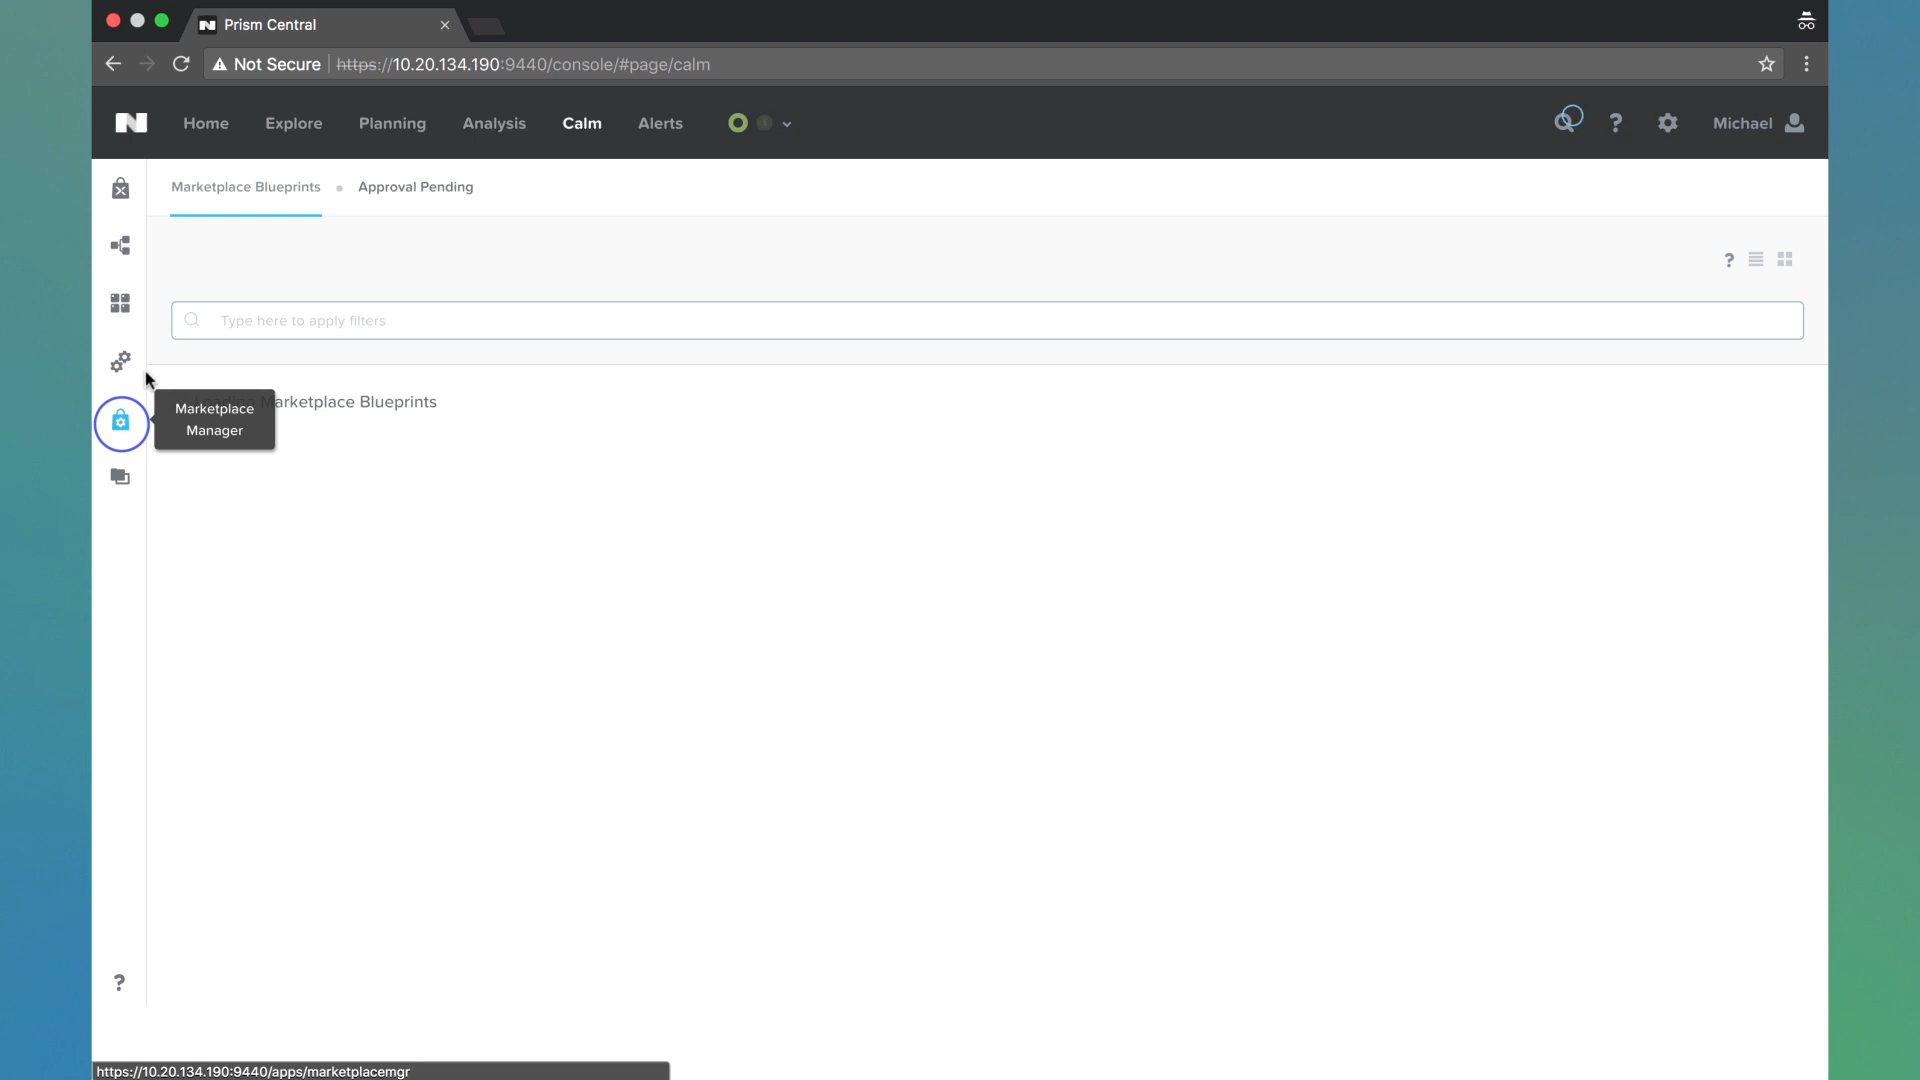 Prism Central
Not Secure https://10.20.134.190:9440/console/#page/calm
Home Explore Planning Analysis Calm Alerts
? Michael
Marketplace Blueprints Approval Pending
?
Type here to apply filters
Marketplace
Manager
Loading Marketplace Blueprints
?
https://10.20.134.190:9440/apps/marketplacemgr